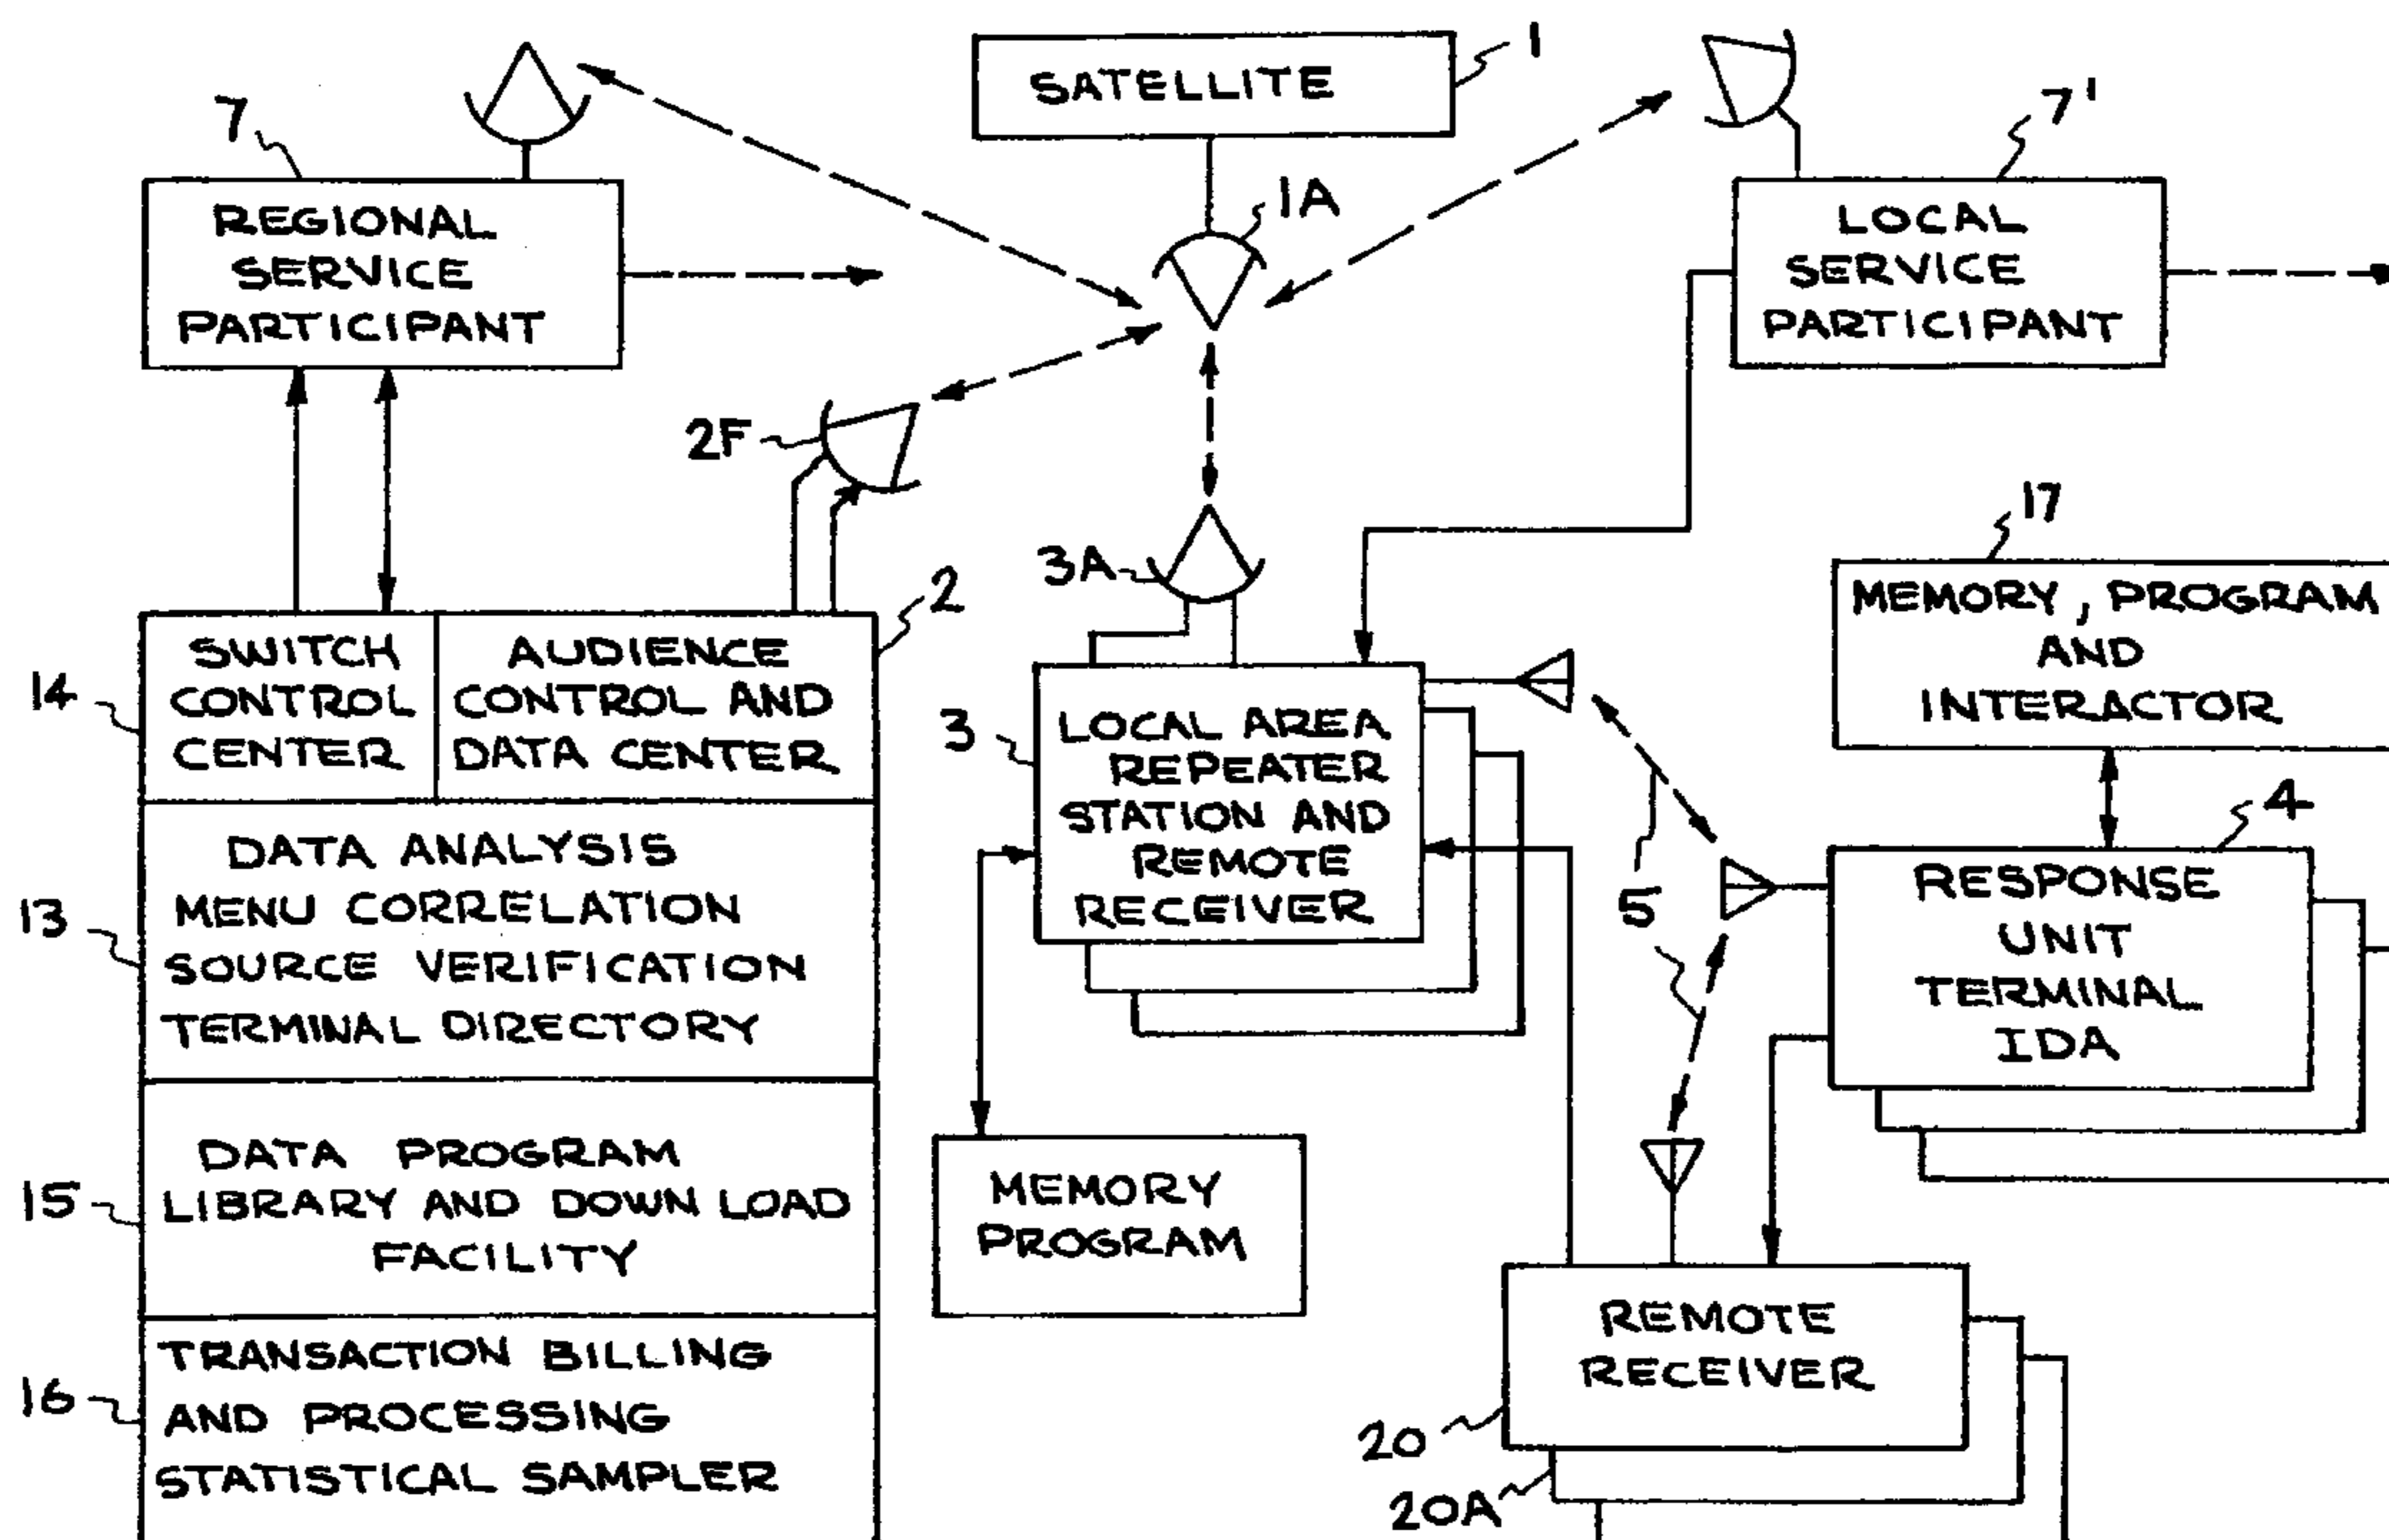 SATELLITE
1
7
7'
1A
REGIONAL
SERVICE
PARTICIPANT
LOCAL
SERVICE
PARTICIPANT
2F
3A
17
MEMORY, PROGRAM
AND
INTERACTOR
2
14
SWITCH
CONTROL
CENTER
AUDIENCE
CONTROL AND
DATA CENTER
3
LOCAL AREA
REPEATER
STATION AND
REMOTE
RECEIVER
5
4
RESPONSE
UNIT
TERMINAL
IDA
13
DATA ANALYSIS
MENU CORRELATION
SOURCE VERIFICATION
TERMINAL DIRECTORY
15
DATA PROGRAM
LIBRARY AND DOWN LOAD
FACILITY
MEMORY
PROGRAM
16
TRANSACTION BILLING
AND PROCESSING
STATISTICAL SAMPLER
REMOTE
RECEIVER
20
20A